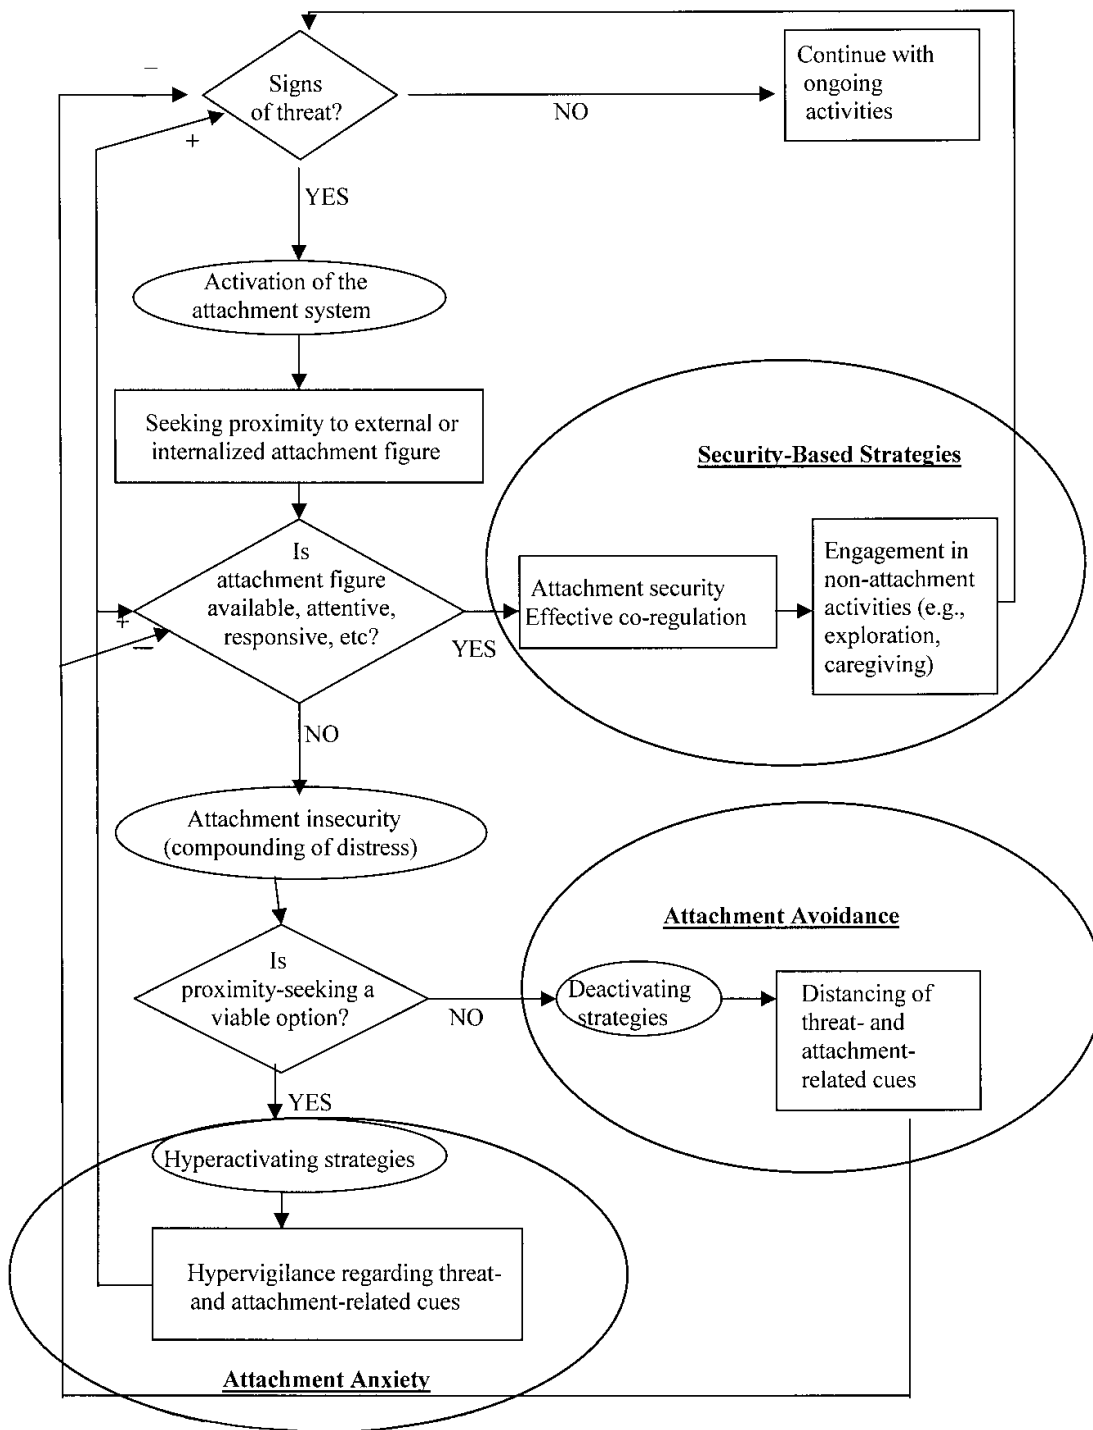 Signs
of threat?
NO
Continue with
ongoing
activities
–
–
+
YES
Activation of the
attachment system
Seeking proximity to external or
internalized attachment figure
Security-Based Strategies
Is
attachment figure
available, attentive,
responsive, etc?
+
–
YES
Attachment security
Effective co-regulation
Engagement in
non-attachment
activities (e.g.,
exploration,
caregiving)
NO
Attachment insecurity
(compounding of distress)
Attachment Avoidance
Is
proximity-seeking a
viable option?
NO
Deactivating
strategies
Distancing of
threat- and
attachment-
related cues
YES
Hyperactivating strategies
Hypervigilance regarding threat-
and attachment-related cues
Attachment Anxiety